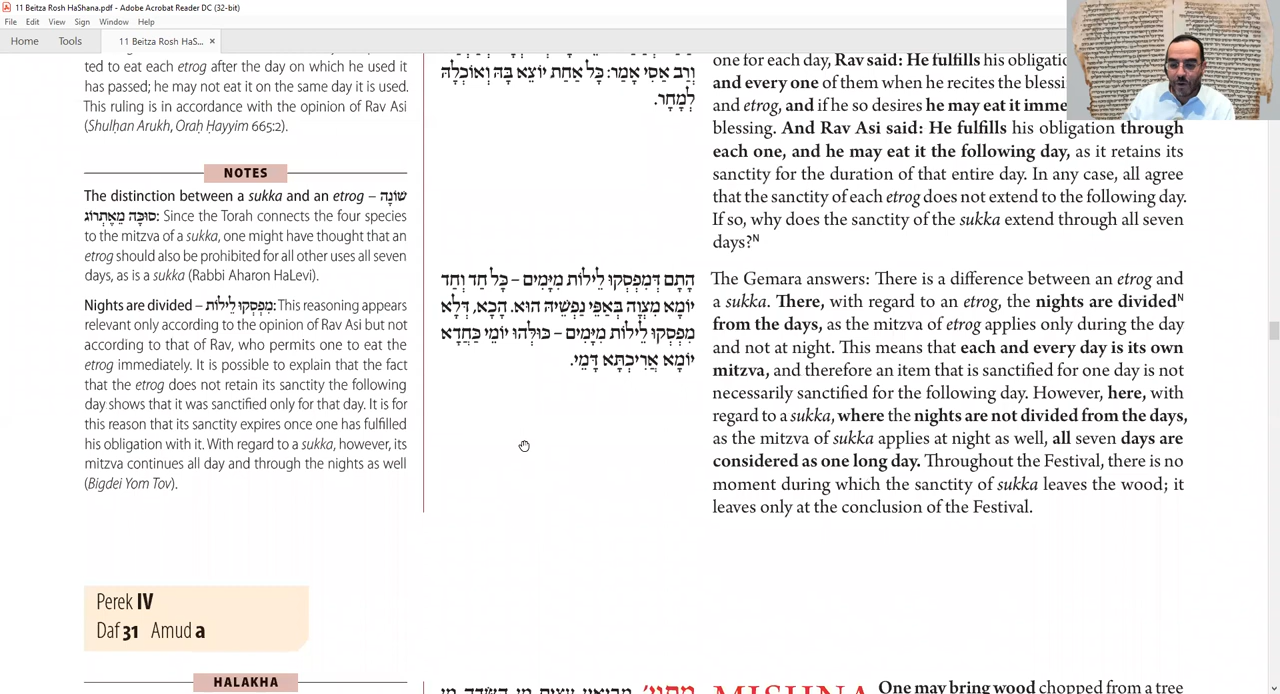 11 Beitza Rosh HaShana.pdf - Adobe Acrobat Reader DC (32-bit)
File Edit View Sign Window Help
Home Tools 11 Beitza Rosh HaS... ×
ted to eat each etrog after the day on which he used it
has passed; he may not eat it on the same day it is used.
This ruling is in accordance with the opinion of Rav Asi
(Shulḥan Arukh, Oraḥ Ḥayyim 665:2).
NOTES
The distinction between a sukka and an etrog – שׁוֹנָה
סוּכָּה מֵאֶתְרוֹג: Since the Torah connects the four species
to the mitzva of a sukka, one might have thought that an
etrog should also be prohibited for all other uses all seven
days, as is a sukka (Rabbi Aharon HaLevi).
Nights are divided – מִפְסְקוּ לֵילוֹת: This reasoning appears
relevant only according to the opinion of Rav Asi but not
according to that of Rav, who permits one to eat the
etrog immediately. It is possible to explain that the fact
that the etrog does not retain its sanctity the following
day shows that it was sanctified only for that day. It is for
this reason that its sanctity expires once one has fulfilled
his obligation with it. With regard to a sukka, however, its
mitzva continues all day and through the nights as well
(Bigdei Yom Tov).
Perek IV
Daf 31 Amud a
HALAKHA
וְרַב אַסִי אָמַר: כׇּל אַחַת יוֹצֵא בָּהּ וְאוֹכְלָהּ
לְמָחָר.
הָתָם דְּמִפְסְקוּ לֵילוֹת מִיָּמִים – כׇּל חַד וְחַד
יוֹמָא מִצְוָה בְּאַפֵּי נַפְשֵׁיהּ הוּא. הָכָא, דְּלָא
מִפְסְקוּ לֵילוֹת מִיָּמִים – כּוּלְּהוּ יוֹמֵי כַּחֲדָא
יוֹמָא אֲרִיכְתָּא דָּמֵי.
one for each day, Rav said: He fulfills his obliga
and every one of them when he recites the bless
and etrog, and if he so desires he may eat it imme
blessing. And Rav Asi said: He fulfills his obligation through
each one, and he may eat it the following day, as it retains its
sanctity for the duration of that entire day. In any case, all agree
that the sanctity of each etrog does not extend to the following day.
If so, why does the sanctity of the sukka extend through all seven
days?ᴺ
The Gemara answers: There is a difference between an etrog and
a sukka. There, with regard to an etrog, the nights are dividedᴺ
from the days, as the mitzva of etrog applies only during the day
and not at night. This means that each and every day is its own
mitzva, and therefore an item that is sanctified for one day is not
necessarily sanctified for the following day. However, here, with
regard to a sukka, where the nights are not divided from the days,
as the mitzva of sukka applies at night as well, all seven days are
considered as one long day. Throughout the Festival, there is no
moment during which the sanctity of sukka leaves the wood; it
leaves only at the conclusion of the Festival.
MISHNA One may bring wood chopped from a tree